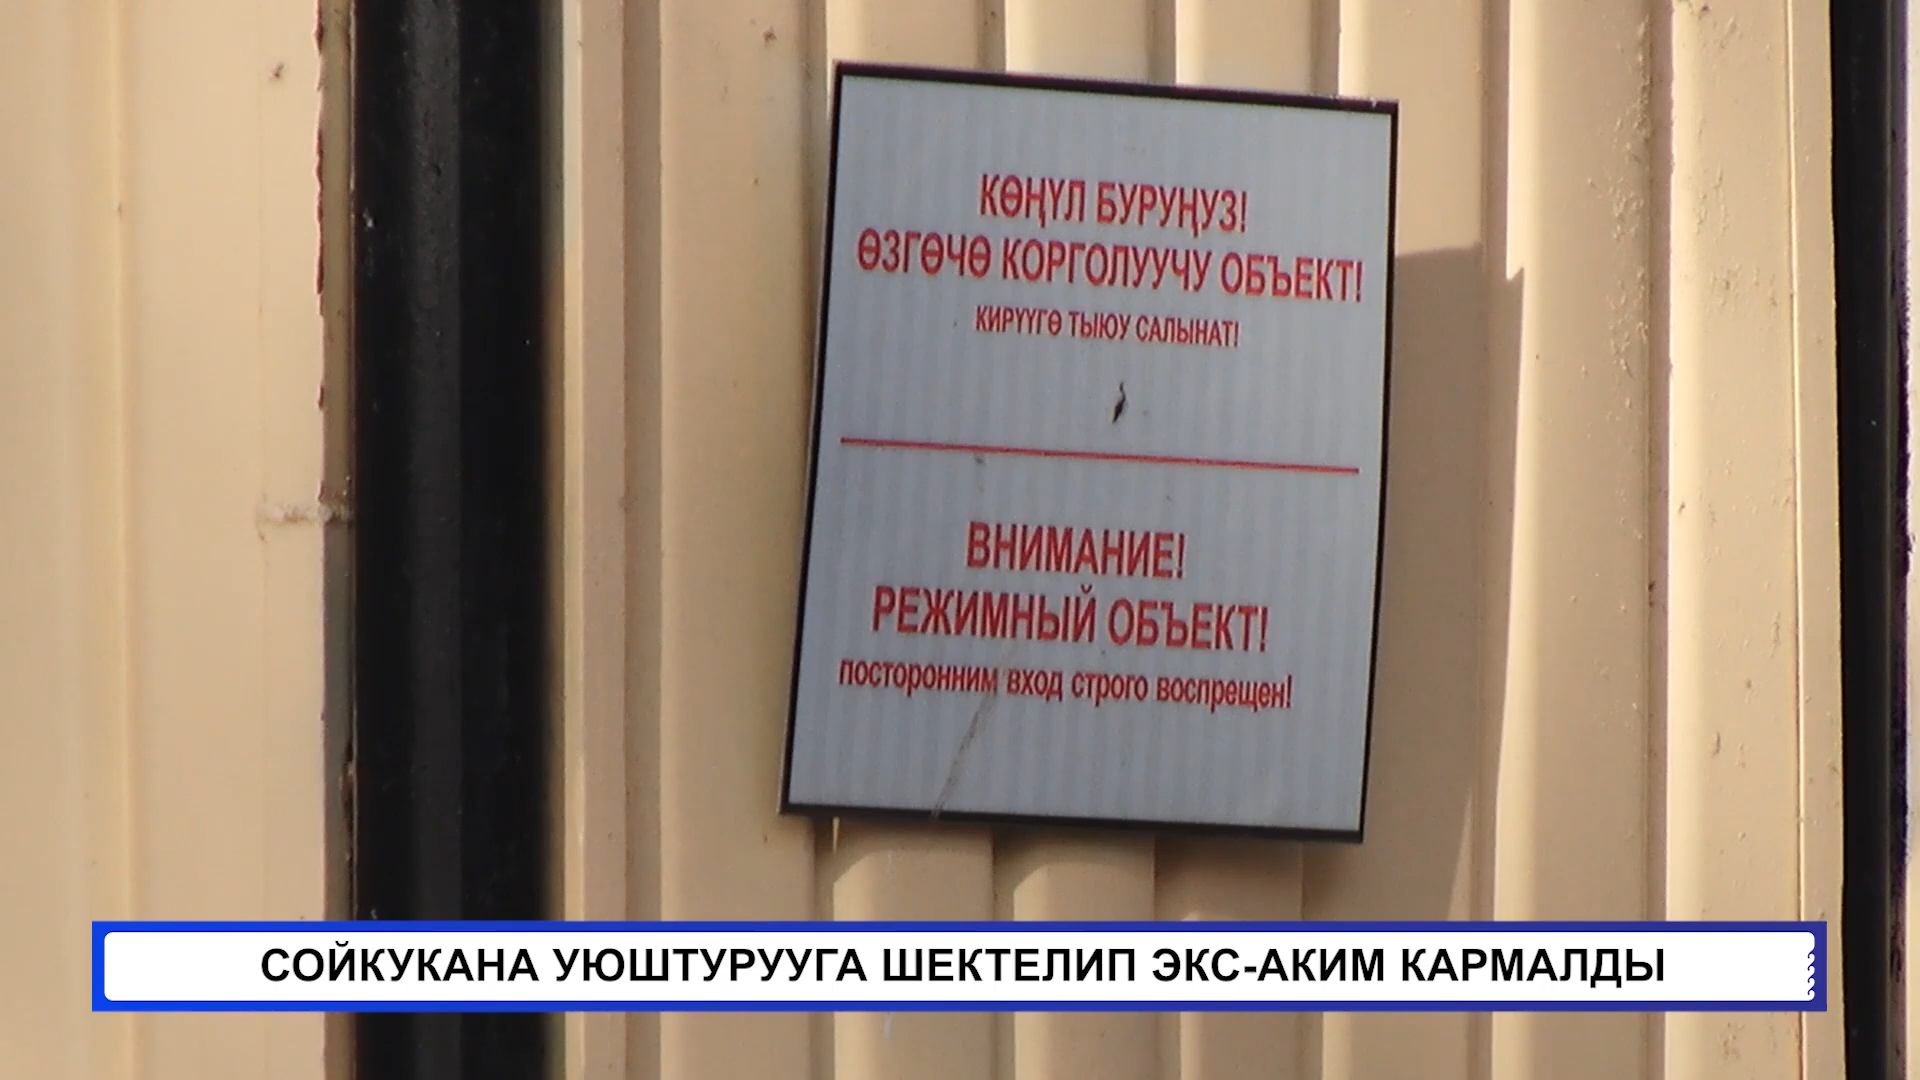 КӨҢҮЛ БУРУҢУЗ!
ӨЗГӨЧӨ КОРГОЛУУЧУ ОБЪЕКТ!
КИРҮҮГӨ ТЫЮУ САЛЫНАТ!
ВНИМАНИЕ!
РЕЖИМНЫЙ ОБЪЕКТ!
посторонним вход строго воспрещен!
СОЙКУКАНА УЮШТУРУУГА ШЕКТЕЛИП ЭКС-АКИМ КАРМАЛДЫ